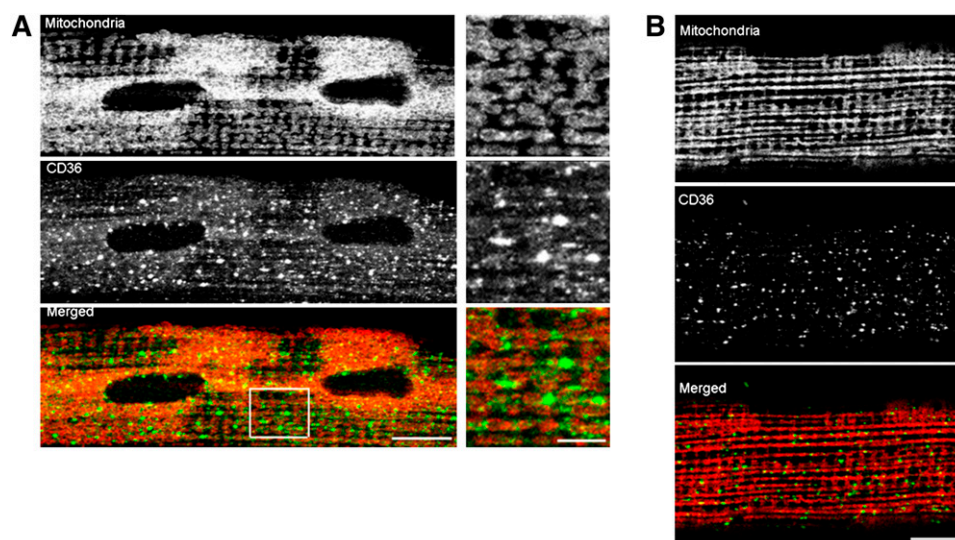 A
Mitochondria
CD36
Merged
B
Mitochondria
CD36
Merged